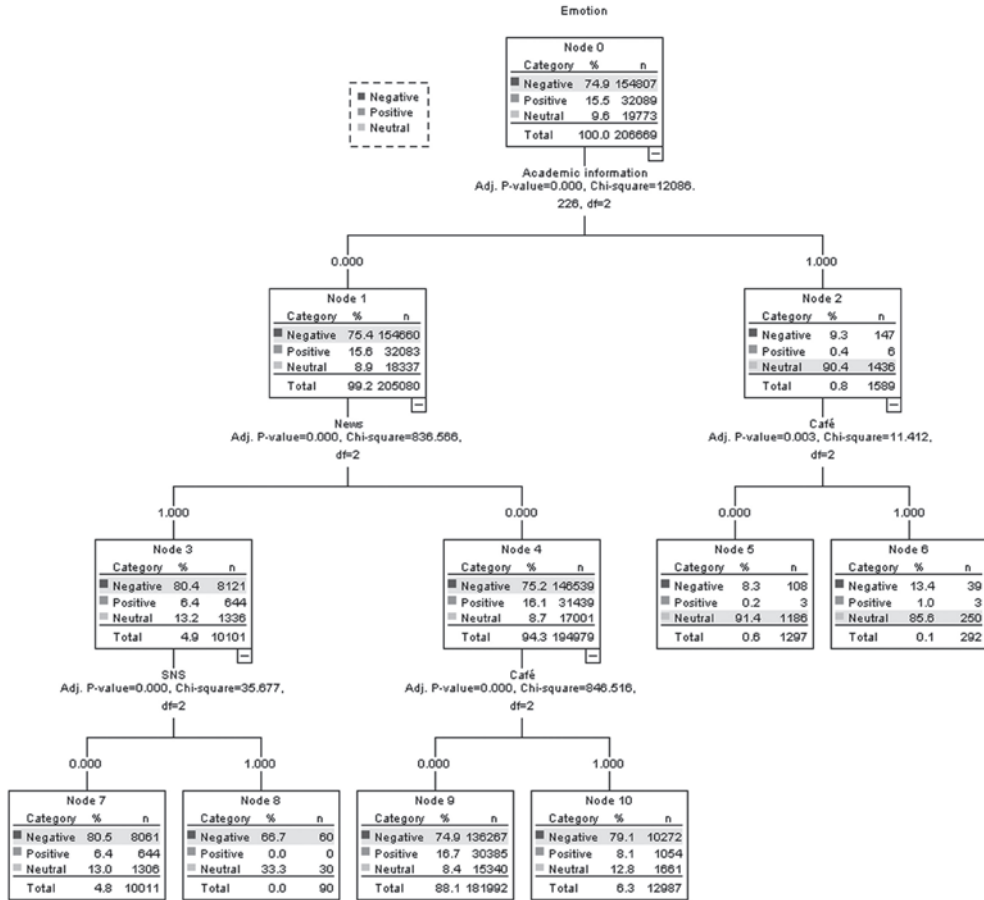 Emotion
Node 0
Category % n
Negative 74.9 154807
Positive 15.5 32089
Neutral 9.6 19773
Total 100.0 206669
Negative
Positive
Neutral
Academic information
Adj. P-value=0.000, Chi-square=12086.
226, df=2
0.000
1.000
Node 1
Category % n
Negative 75.4 154660
Positive 15.6 32083
Neutral 8.9 18337
Total 99.2 205080
Node 2
Category % n
Negative 9.3 147
Positive 0.4 6
Neutral 90.4 1436
Total 0.8 1589
News
Adj. P-value=0.000, Chi-square=836.566,
df=2
Café
Adj. P-value=0.003, Chi-square=11.412,
df=2
1.000
0.000
0.000
1.000
Node 3
Category % n
Negative 80.4 8121
Positive 6.4 644
Neutral 13.2 1336
Total 4.9 10101
Node 4
Category % n
Negative 75.2 146539
Positive 16.1 31439
Neutral 8.7 17001
Total 94.3 194979
Node 5
Category % n
Negative 8.3 108
Positive 0.2 3
Neutral 91.4 1186
Total 0.6 1297
Node 6
Category % n
Negative 13.4 39
Positive 1.0 3
Neutral 85.6 250
Total 0.1 292
SNS
Adj. P-value=0.000, Chi-square=35.677,
df=2
Café
Adj. P-value=0.000, Chi-square=846.516,
df=2
0.000
1.000
0.000
1.000
Node 7
Category % n
Negative 80.5 8061
Positive 6.4 644
Neutral 13.0 1306
Total 4.8 10011
Node 8
Category % n
Negative 66.7 60
Positive 0.0 0
Neutral 33.3 30
Total 0.0 90
Node 9
Category % n
Negative 74.9 136267
Positive 16.7 30385
Neutral 8.4 15340
Total 88.1 181992
Node 10
Category % n
Negative 79.1 10272
Positive 8.1 1054
Neutral 12.8 1661
Total 6.3 12987